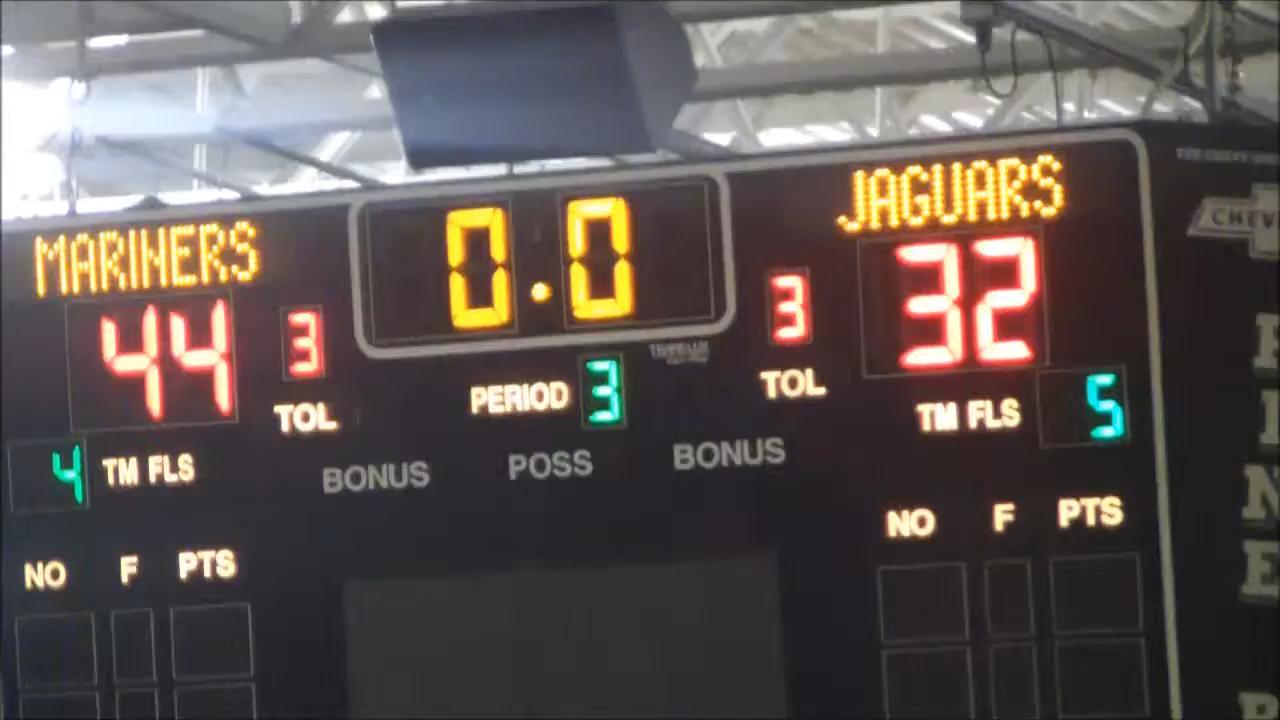 MARINERS
JAGUARS
0.0
44
3
3
32
TOL
PERIOD 3
TOL
4 TM FLS
TM FLS 5
BONUS
POSS
BONUS
NO F PTS
NO F PTS
CHEV